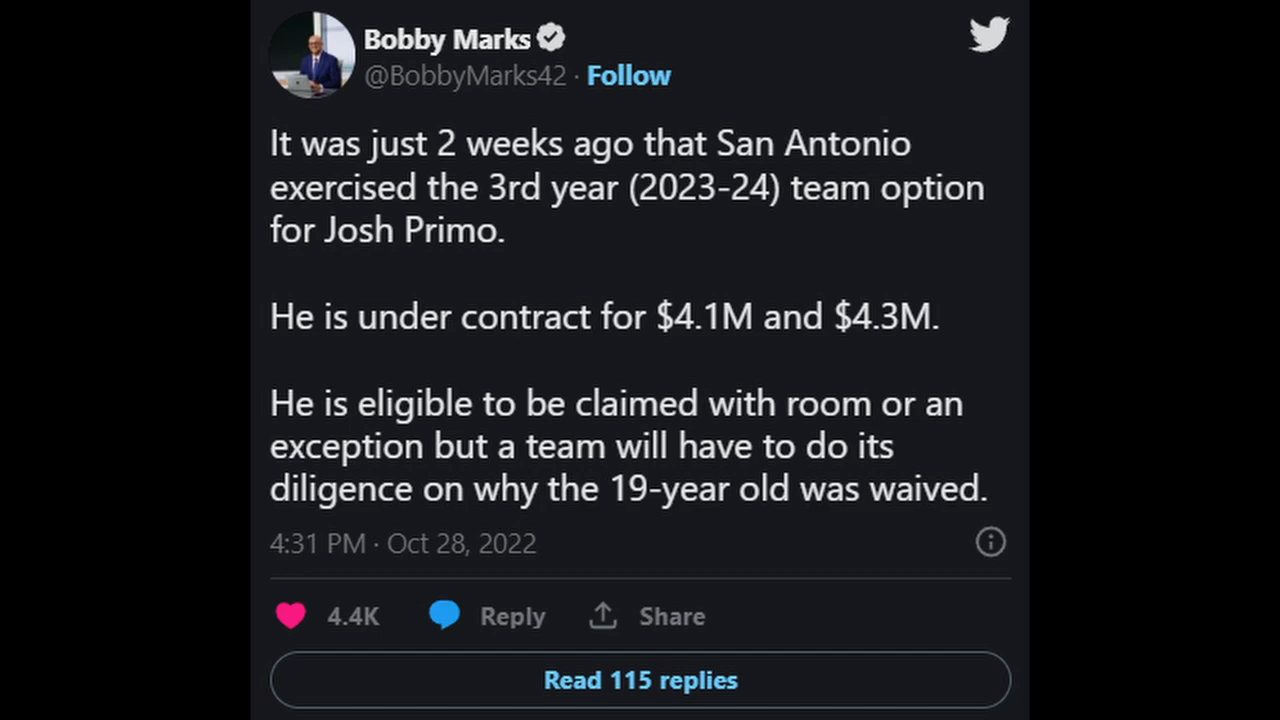 Bobby Marks
@BobbyMarks42 · Follow
It was just 2 weeks ago that San Antonio
exercised the 3rd year (2023-24) team option
for Josh Primo.
He is under contract for $4.1M and $4.3M.
He is eligible to be claimed with room or an
exception but a team will have to do its
diligence on why the 19-year old was waived.
4:31 PM · Oct 28, 2022
4.4K Reply Share
Read 115 replies